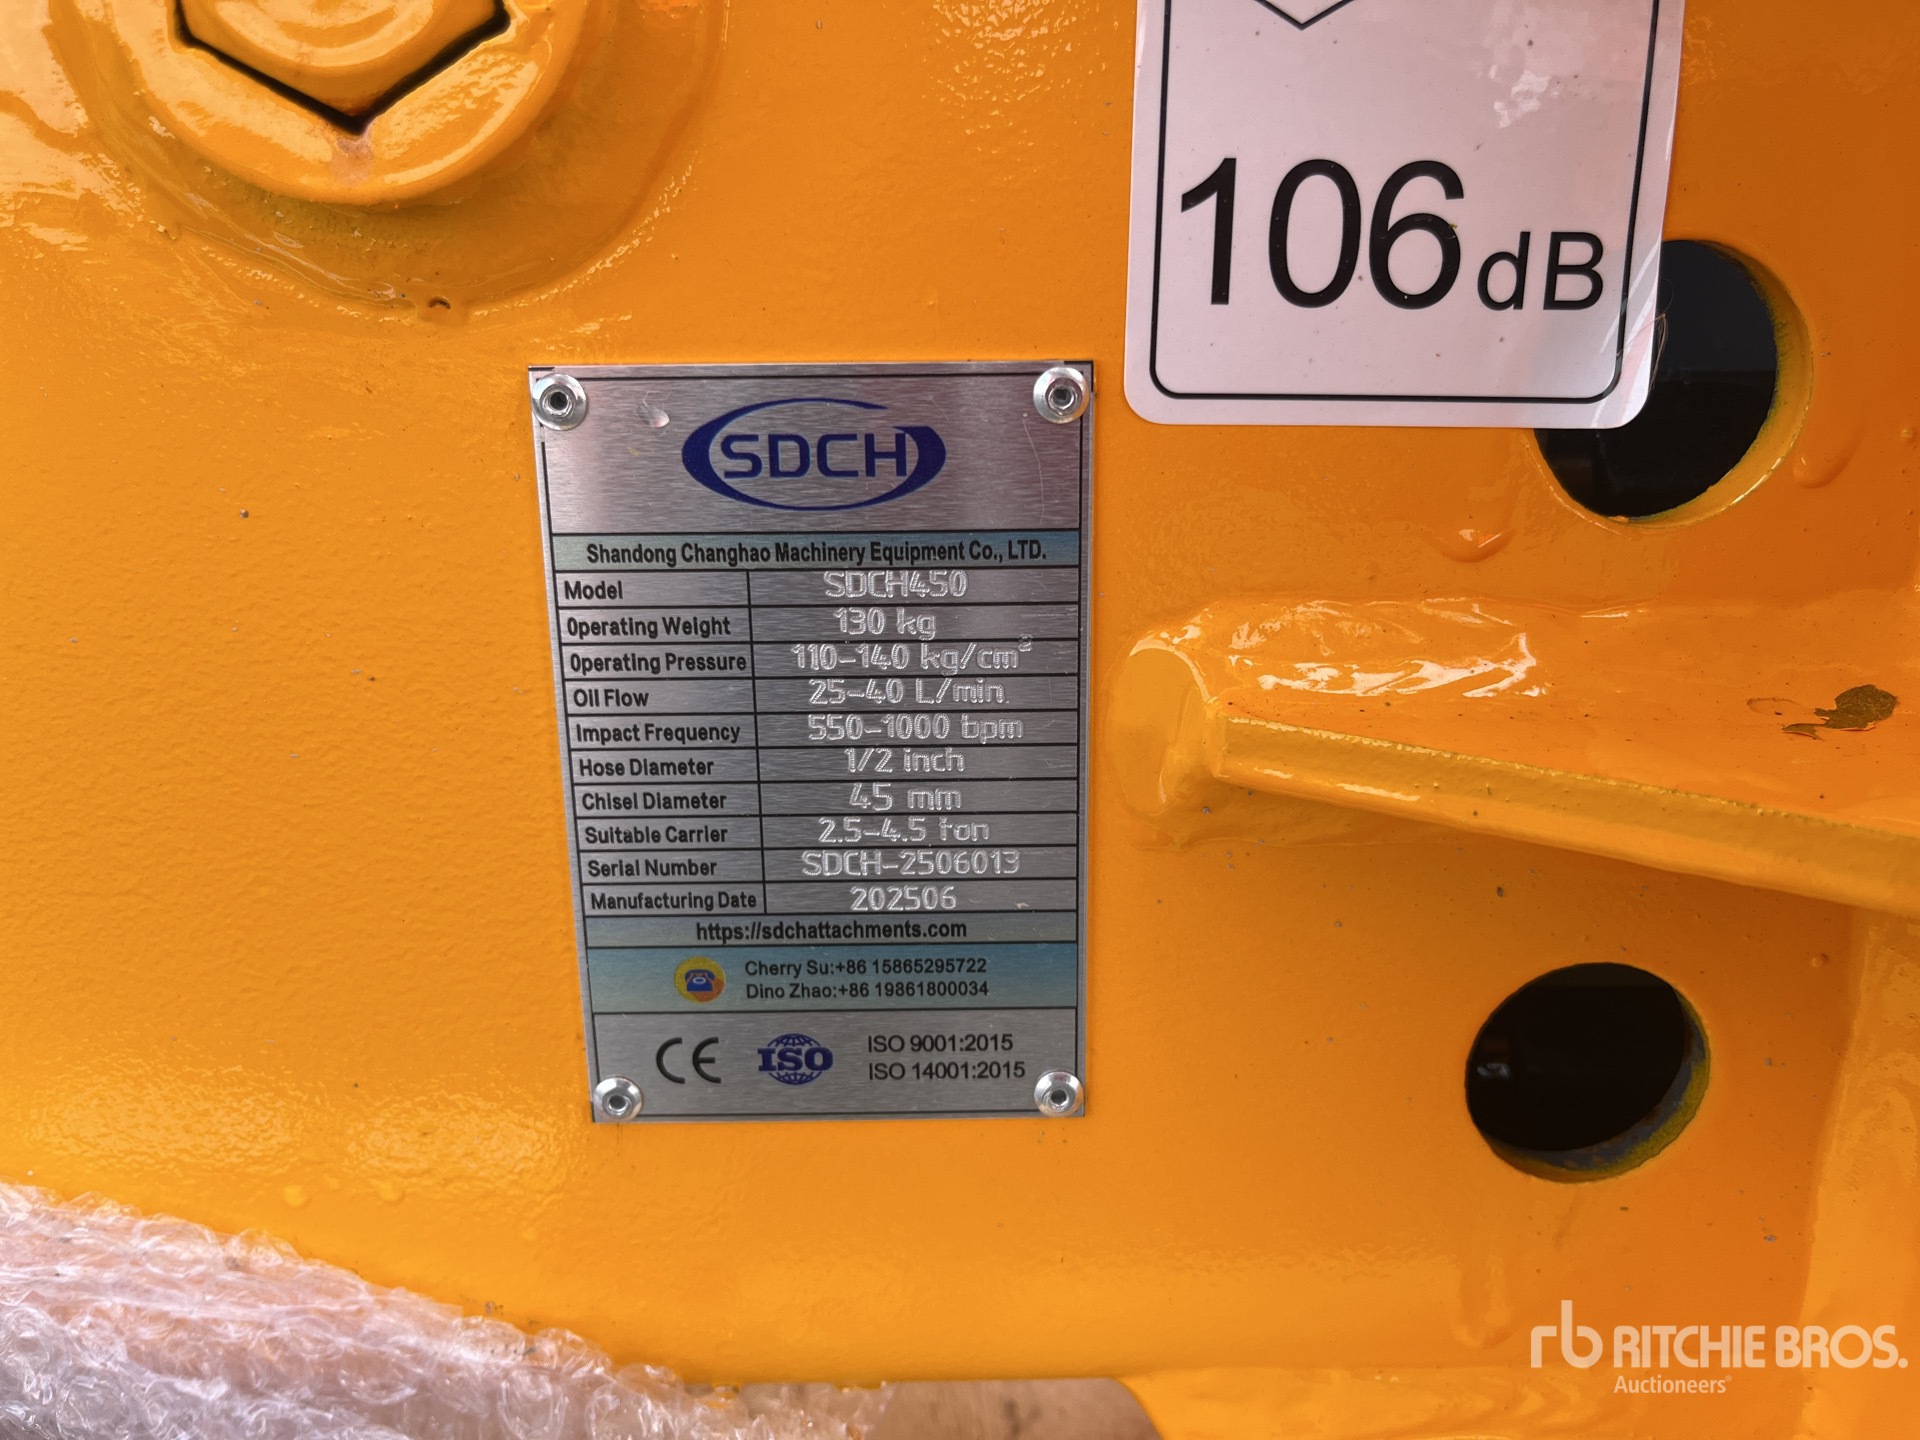 106 dB
SDCH
Shandong Changhao Machinery Equipment Co., LTD.
Model SDCH450
Operating Weight 130 kg
Operating Pressure 110-140 kg/cm²
Oil Flow 25-40 L/min
Impact Frequency 550-1000 bpm
Hose Diameter 1/2 inch
Chisel Diameter 45 mm
Suitable Carrier 2.5-4.5 ton
Serial Number SDCH-2506013
Manufacturing Date 202506
https://sdchattachments.com
Cherry Su:+86 15865295722
Dino Zhao:+86 19861800034
CE ISO ISO 9001:2015
ISO 14001:2015
rb RITCHIE BROS.
Auctioneers